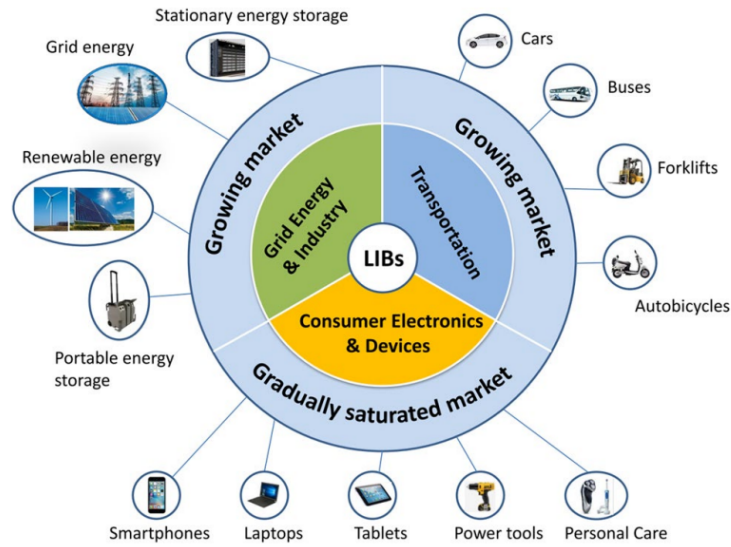 Stationary energy storage
Grid energy
Renewable energy
Portable energy
storage
Cars
Buses
Forklifts
Autobicycles
Growing market
Growing market
Gradually saturated market
Grid Energy
& Industry
Transportation
LIBs
Consumer Electronics
& Devices
Smartphones
Laptops
Tablets
Power tools
Personal Care